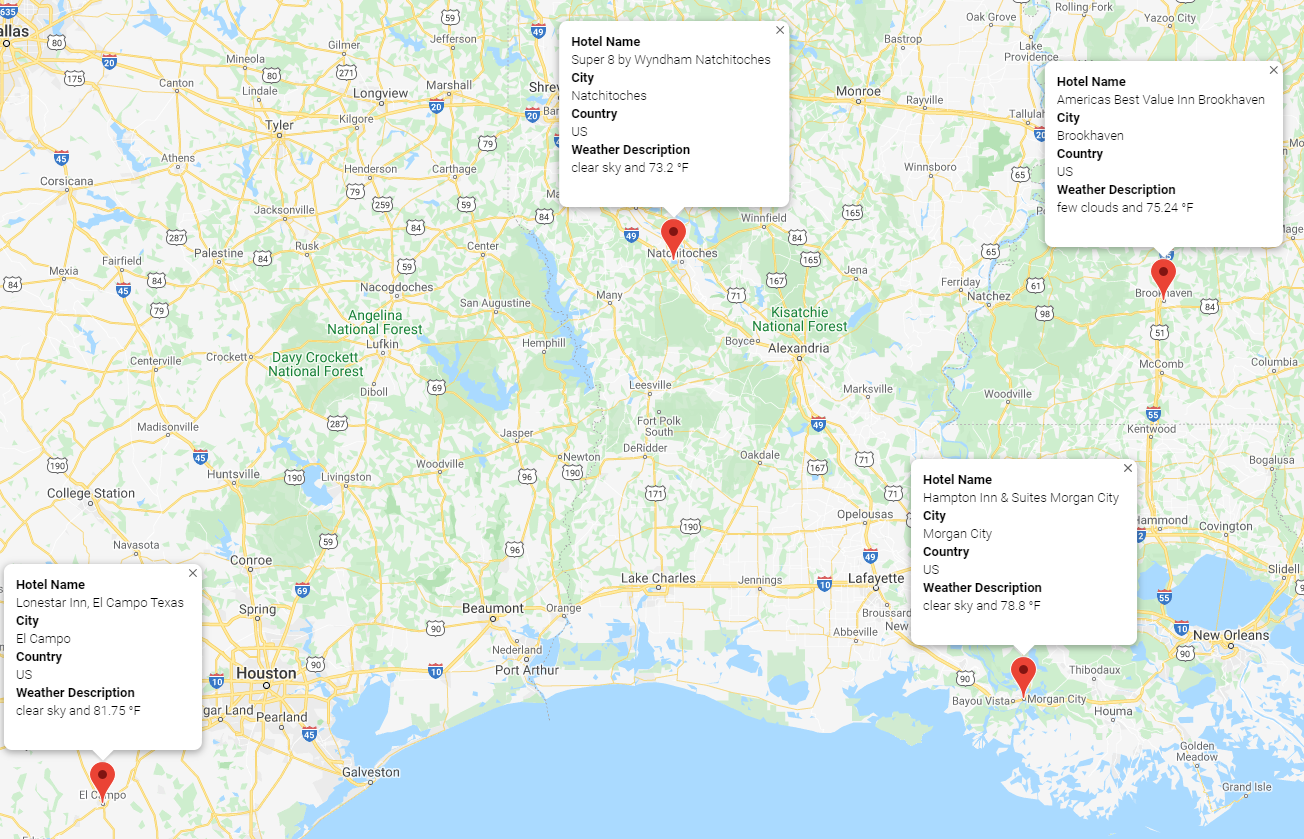 Hotel Name
Super 8 by Wyndham Natchitoches
City
Natchitoches
Country
US
Weather Description
clear sky and 73.2 °F
Hotel Name
Americas Best Value Inn Brookhaven
City
Brookhaven
Country
US
Weather Description
few clouds and 75.24 °F
Hotel Name
Hampton Inn & Suites Morgan City
City
Morgan City
Country
US
Weather Description
clear sky and 78.8 °F
Hotel Name
Lonestar Inn, El Campo Texas
City
El Campo
Country
US
Weather Description
clear sky and 81.75 °F
635
59
49
Oak Grove
Rolling Fork
Yazoo City
80
Jefferson
Bastrop
Lake
Providence
Gilmer
Mineola
20
175
Canton
80
Lindale
271
Longview
Marshall
20
Monroe
Rayville
Kilgore
20
Tyler
79
45
Athens
Corsicana
Henderson
Carthage
Winnsboro
65
79
259
59
Jacksonville
84
84
Winnfield
165
287
Palestine
84
Rusk
Center
49
Natchitoches
84
165
65
Fairfield
Mexia
84
45
84
59
Nacogdoches
Jena
167
Ferriday
Natchez
61
Brookhaven
84
79
San Augustine
Many
71
98
Angelina
National Forest
Lufkin
Kisatchie
National Forest
51
Hemphill
Boyce
Alexandria
Centerville
Crockett
Davy Crockett
National Forest
McComb
Columbia
Diboll
69
Leesville
Marksville
Woodville
287
Fort Polk
South
49
55
Kentwood
Madisonville
Jasper
DeRidder
45
190
Newton
Oakdale
71
Bogalusa
Huntsville
190
Livingston
Woodville
96
190
167
College Station
171
71
190
Opelousas
Hammond
Covington
Navasota
59
96
49
Conroe
Lake Charles
Jennings
10
Lafayette
Slidell
69
Spring
Beaumont
Orange
55
90
Broussard
New
Abbeville
10
New Orleans
90
Nederland
Port Arthur
Houston
90
10
10
90
Thibodaux
Bayou Vista
Morgan City
Houma
Pearland
45
Galveston
Golden
Meadow
El Campo
Grand Isle